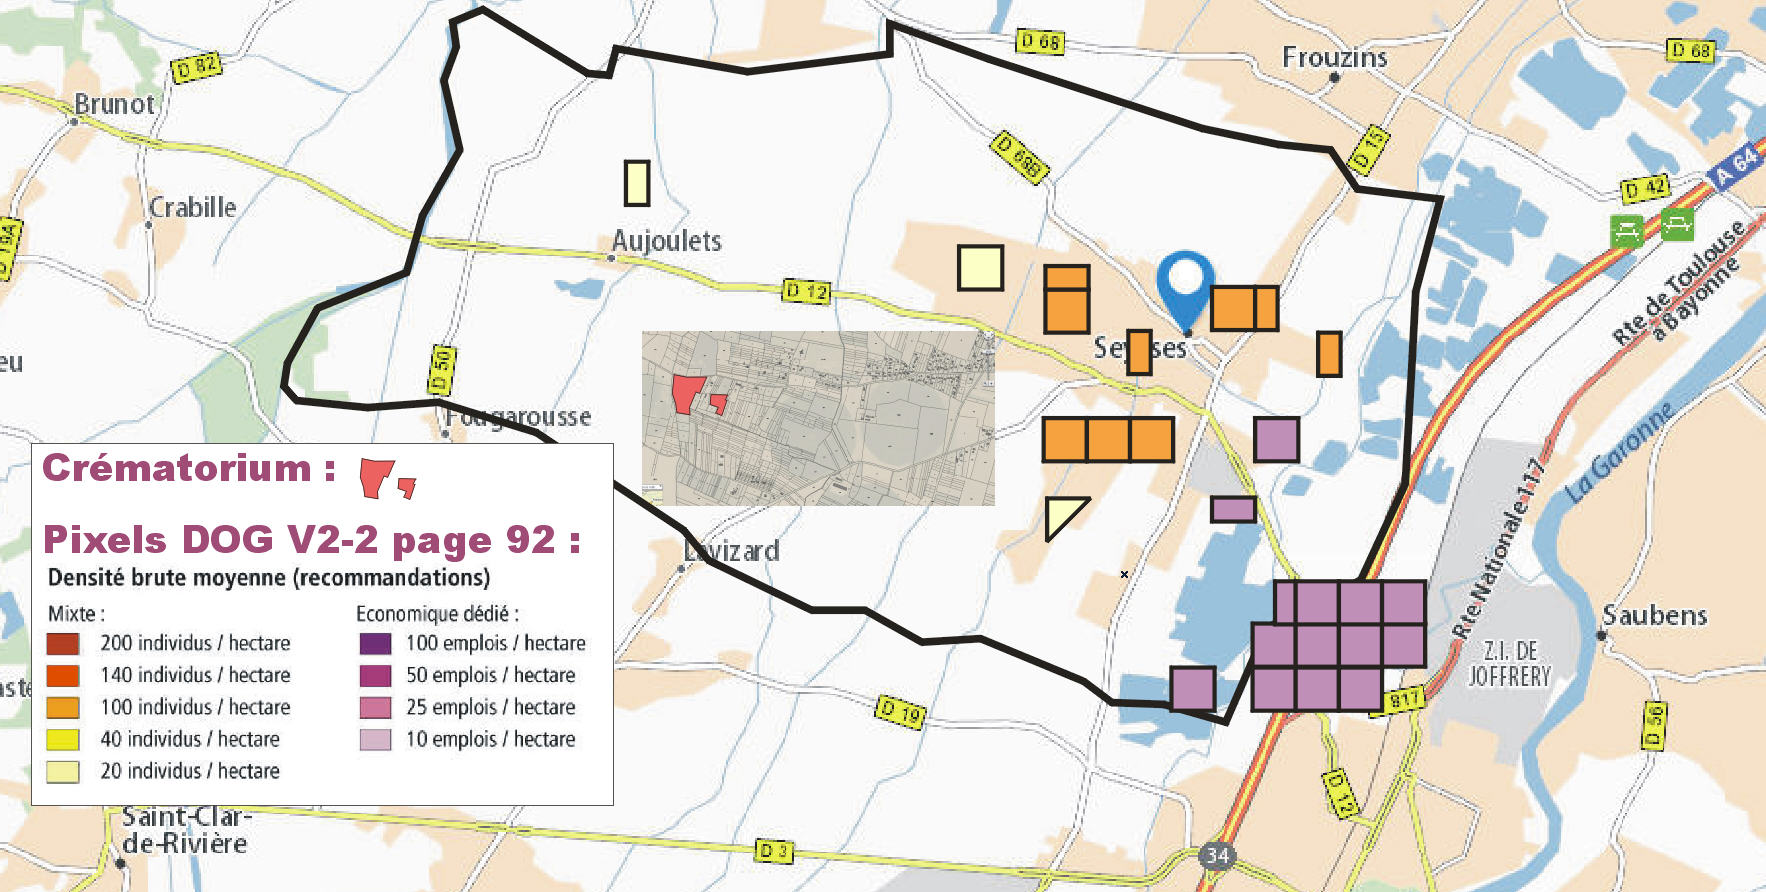 D 68
D 68
Frouzins
D 82
Brunot
D 15
D 68B
A 64
D 42
Crabille
D 19A
Aujoulets
Rte de Toulouse
à Bayonne
D 12
Seysses
eu
D 50
Fougarousse
La Garonne
Crématorium :
Rte Nationale 117
Pixels DOG V2-2 page 92 :
Densité brute moyenne (recommandations)
Lavizard
Mixte :
Economique dédié :
200 individus / hectare
100 emplois / hectare
140 individus / hectare
50 emplois / hectare
100 individus / hectare
25 emplois / hectare
40 individus / hectare
10 emplois / hectare
20 individus / hectare
Saubens
Z.I. DE
JOFFRERY
D 19
817
D 56
D 12
Saint-Clar-
de-Rivière
D 3
34